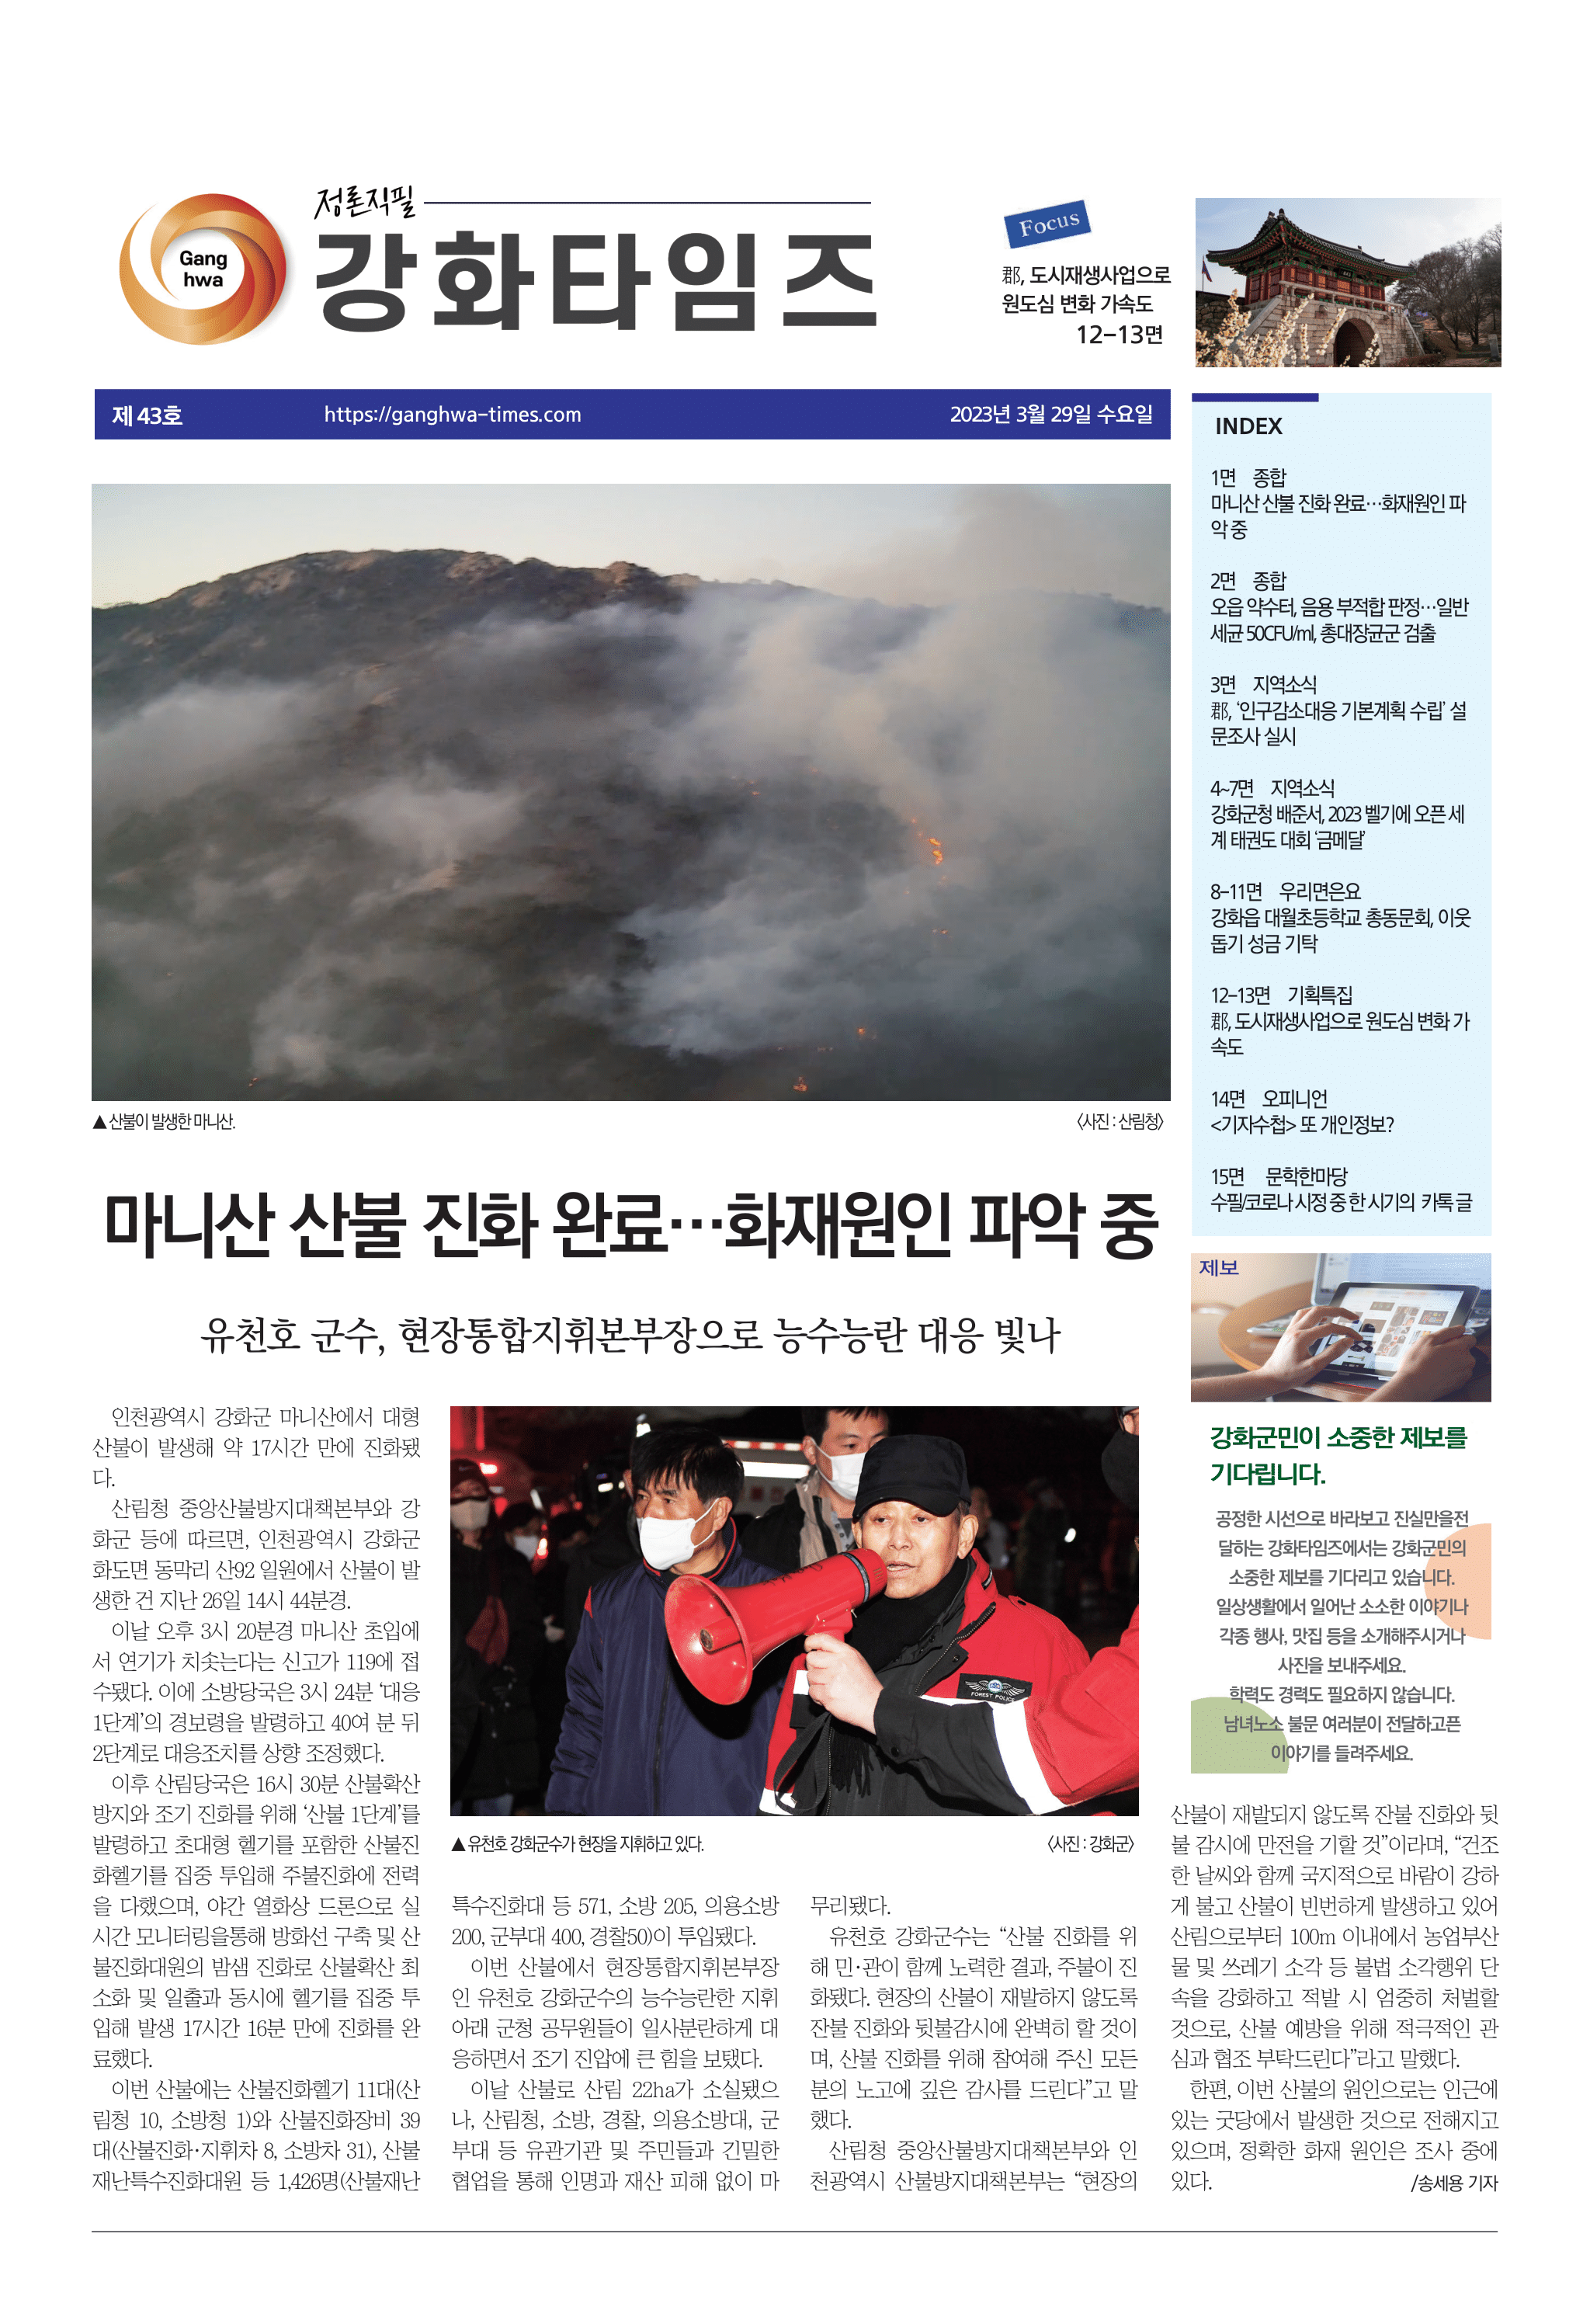 Gang
hwa
정론직필
강화타임즈
Focus
郡, 도시재생사업으로
원도심 변화 가속도
12-13면
제 43호
https://ganghwa-times.com
2023년 3월 29일 수요일
▲ 산불이 발생한 마니산.
<사진 : 산림청>
마니산 산불 진화 완료…화재원인 파악 중
유천호 군수, 현장통합지휘본부장으로 능수능란 대응 빛나
인천광역시 강화군 마니산에서 대형
산불이 발생해 약 17시간 만에 진화됐
다.
산림청 중앙산불방지대책본부와 강
화군 등에 따르면, 인천광역시 강화군
화도면 동막리 산92 일원에서 산불이 발
생한 건 지난 26일 14시 44분경.
이날 오후 3시 20분경 마니산 초입에
서 연기가 치솟는다는 신고가 119에 접
수됐다. 이에 소방당국은 3시 24분 ‘대응
1단계’의 경보령을 발령하고 40여 분 뒤
2단계로 대응조치를 상향 조정했다.
이후 산림당국은 16시 30분 산불확산
방지와 조기 진화를 위해 ‘산불 1단계’를
발령하고 초대형 헬기를 포함한 산불진
화헬기를 집중 투입해 주불진화에 전력
을 다했으며, 야간 열화상 드론으로 실
시간 모니터링을통해 방화선 구축 및 산
불진화대원의 밤샘 진화로 산불확산 최
소화 및 일출과 동시에 헬기를 집중 투
입해 발생 17시간 16분 만에 진화를 완
료했다.
이번 산불에는 산불진화헬기 11대(산
림청 10, 소방청 1)와 산불진화장비 39
대(산불진화·지휘차 8, 소방차 31), 산불
재난특수진화대원 등 1,426명(산불재난
FOREST POLICE
▲ 유천호 강화군수가 현장을 지휘하고 있다.
<사진 : 강화군>
특수진화대 등 571, 소방 205, 의용소방
200, 군부대 400, 경찰50)이 투입됐다.
이번 산불에서 현장통합지휘본부장
인 유천호 강화군수의 능수능란한 지휘
아래 군청 공무원들이 일사분란하게 대
응하면서 조기 진압에 큰 힘을 보탰다.
이날 산불로 산림 22ha가 소실됐으
나, 산림청, 소방, 경찰, 의용소방대, 군
부대 등 유관기관 및 주민들과 긴밀한
협업을 통해 인명과 재산 피해 없이 마
무리됐다.
유천호 강화군수는 “산불 진화를 위
해 민·관이 함께 노력한 결과, 주불이 진
화됐다. 현장의 산불이 재발하지 않도록
잔불 진화와 뒷불감시에 완벽히 할 것이
며, 산불 진화를 위해 참여해 주신 모든
분의 노고에 깊은 감사를 드린다”고 말
했다.
산림청 중앙산불방지대책본부와 인
천광역시 산불방지대책본부는 “현장의
산불이 재발되지 않도록 잔불 진화와 뒷
불 감시에 만전을 기할 것”이라며, “건조
한 날씨와 함께 국지적으로 바람이 강하
게 불고 산불이 빈번하게 발생하고 있어
산림으로부터 100m 이내에서 농업부산
물 및 쓰레기 소각 등 불법 소각행위 단
속을 강화하고 적발 시 엄중히 처벌할
것으로, 산불 예방을 위해 적극적인 관
심과 협조 부탁드린다”라고 말했다.
한편, 이번 산불의 원인으로는 인근에
있는 굿당에서 발생한 것으로 전해지고
있으며, 정확한 화재 원인은 조사 중에
있다.
/송세용 기자
INDEX
1면 종합
마니산 산불 진화 완료…화재원인 파
악 중
2면 종합
오읍 약수터, 음용 부적합 판정…일반
세균 50CFU/ml, 총대장균군 검출
3면 지역소식
郡, ‘인구감소대응 기본계획 수립’ 설
문조사 실시
4~7면 지역소식
강화군청 배준서, 2023 벨기에 오픈 세
계 태권도 대회 ‘금메달’
8-11면 우리면은요
강화읍 대월초등학교 총동문회, 이웃
돕기 성금 기탁
12-13면 기획특집
郡, 도시재생사업으로 원도심 변화 가
속도
14면 오피니언
<기자수첩> 또 개인정보?
15면 문학한마당
수필/코로나 시정 중 한 시기의 카톡 글
제보
강화군민이 소중한 제보를
기다립니다.
공정한 시선으로 바라보고 진실만을전
달하는 강화타임즈에서는 강화군민의
소중한 제보를 기다리고 있습니다.
일상생활에서 일어난 소소한 이야기나
각종 행사, 맛집 등을 소개해주시거나
사진을 보내주세요.
학력도 경력도 필요하지 않습니다.
남녀노소 불문 여러분이 전달하고픈
이야기를 들려주세요.